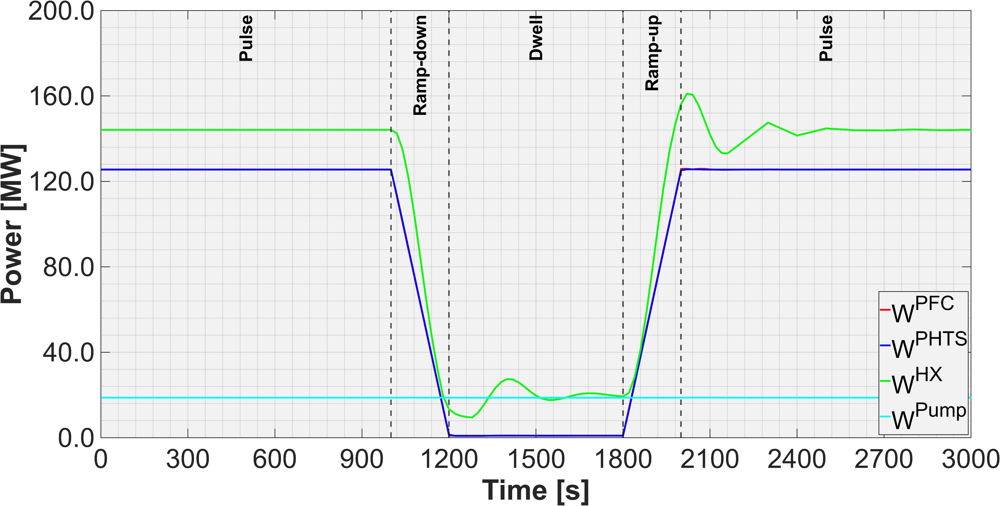 Power [MW]
200.0
160.0
120.0
80.0
40.0
0.0
Pulse
Ramp-down
Dwell
Ramp-up
Pulse
W^PFC
W^PHTS
W^HX
W^Pump
0 300 600 900 1200 1500 1800 2100 2400 2700 3000
Time [s]